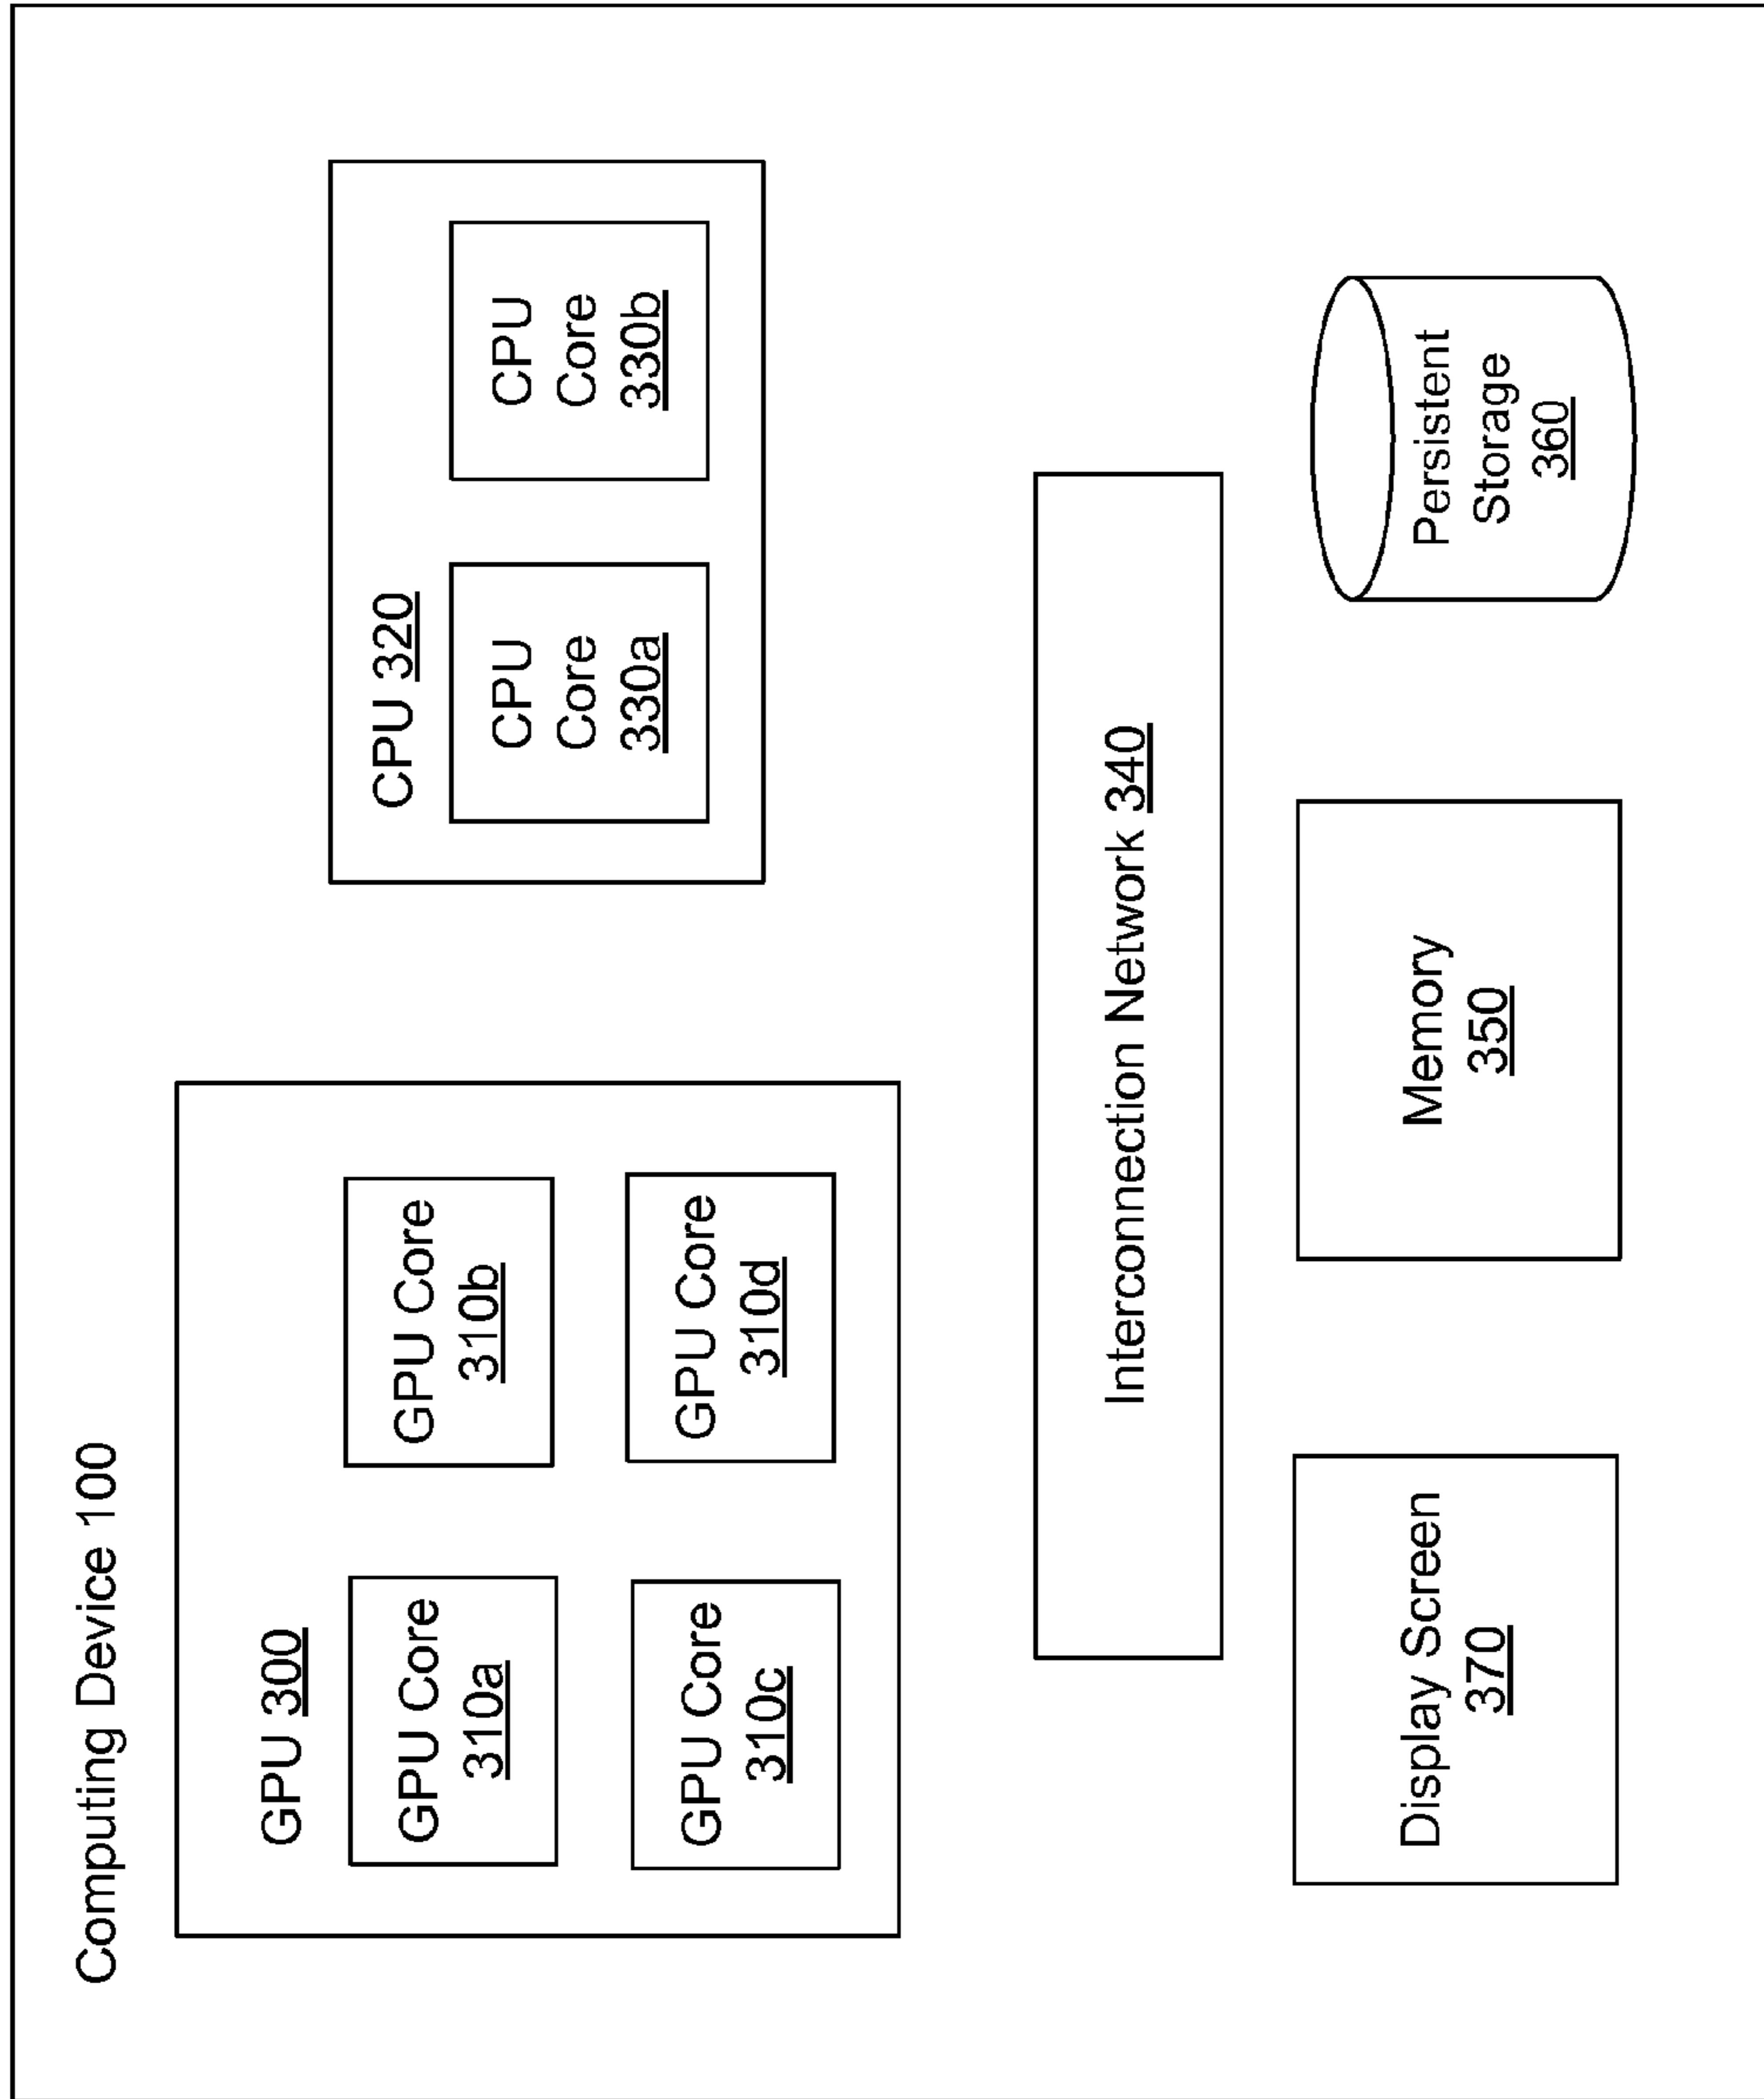 Computing Device 100
GPU 300
GPU Core
310a
GPU Core
310b
GPU Core
310c
GPU Core
310d
CPU 320
CPU
Core
330a
CPU
Core
330b
Interconnection Network 340
Display Screen
370
Memory
350
Persistent
Storage
360